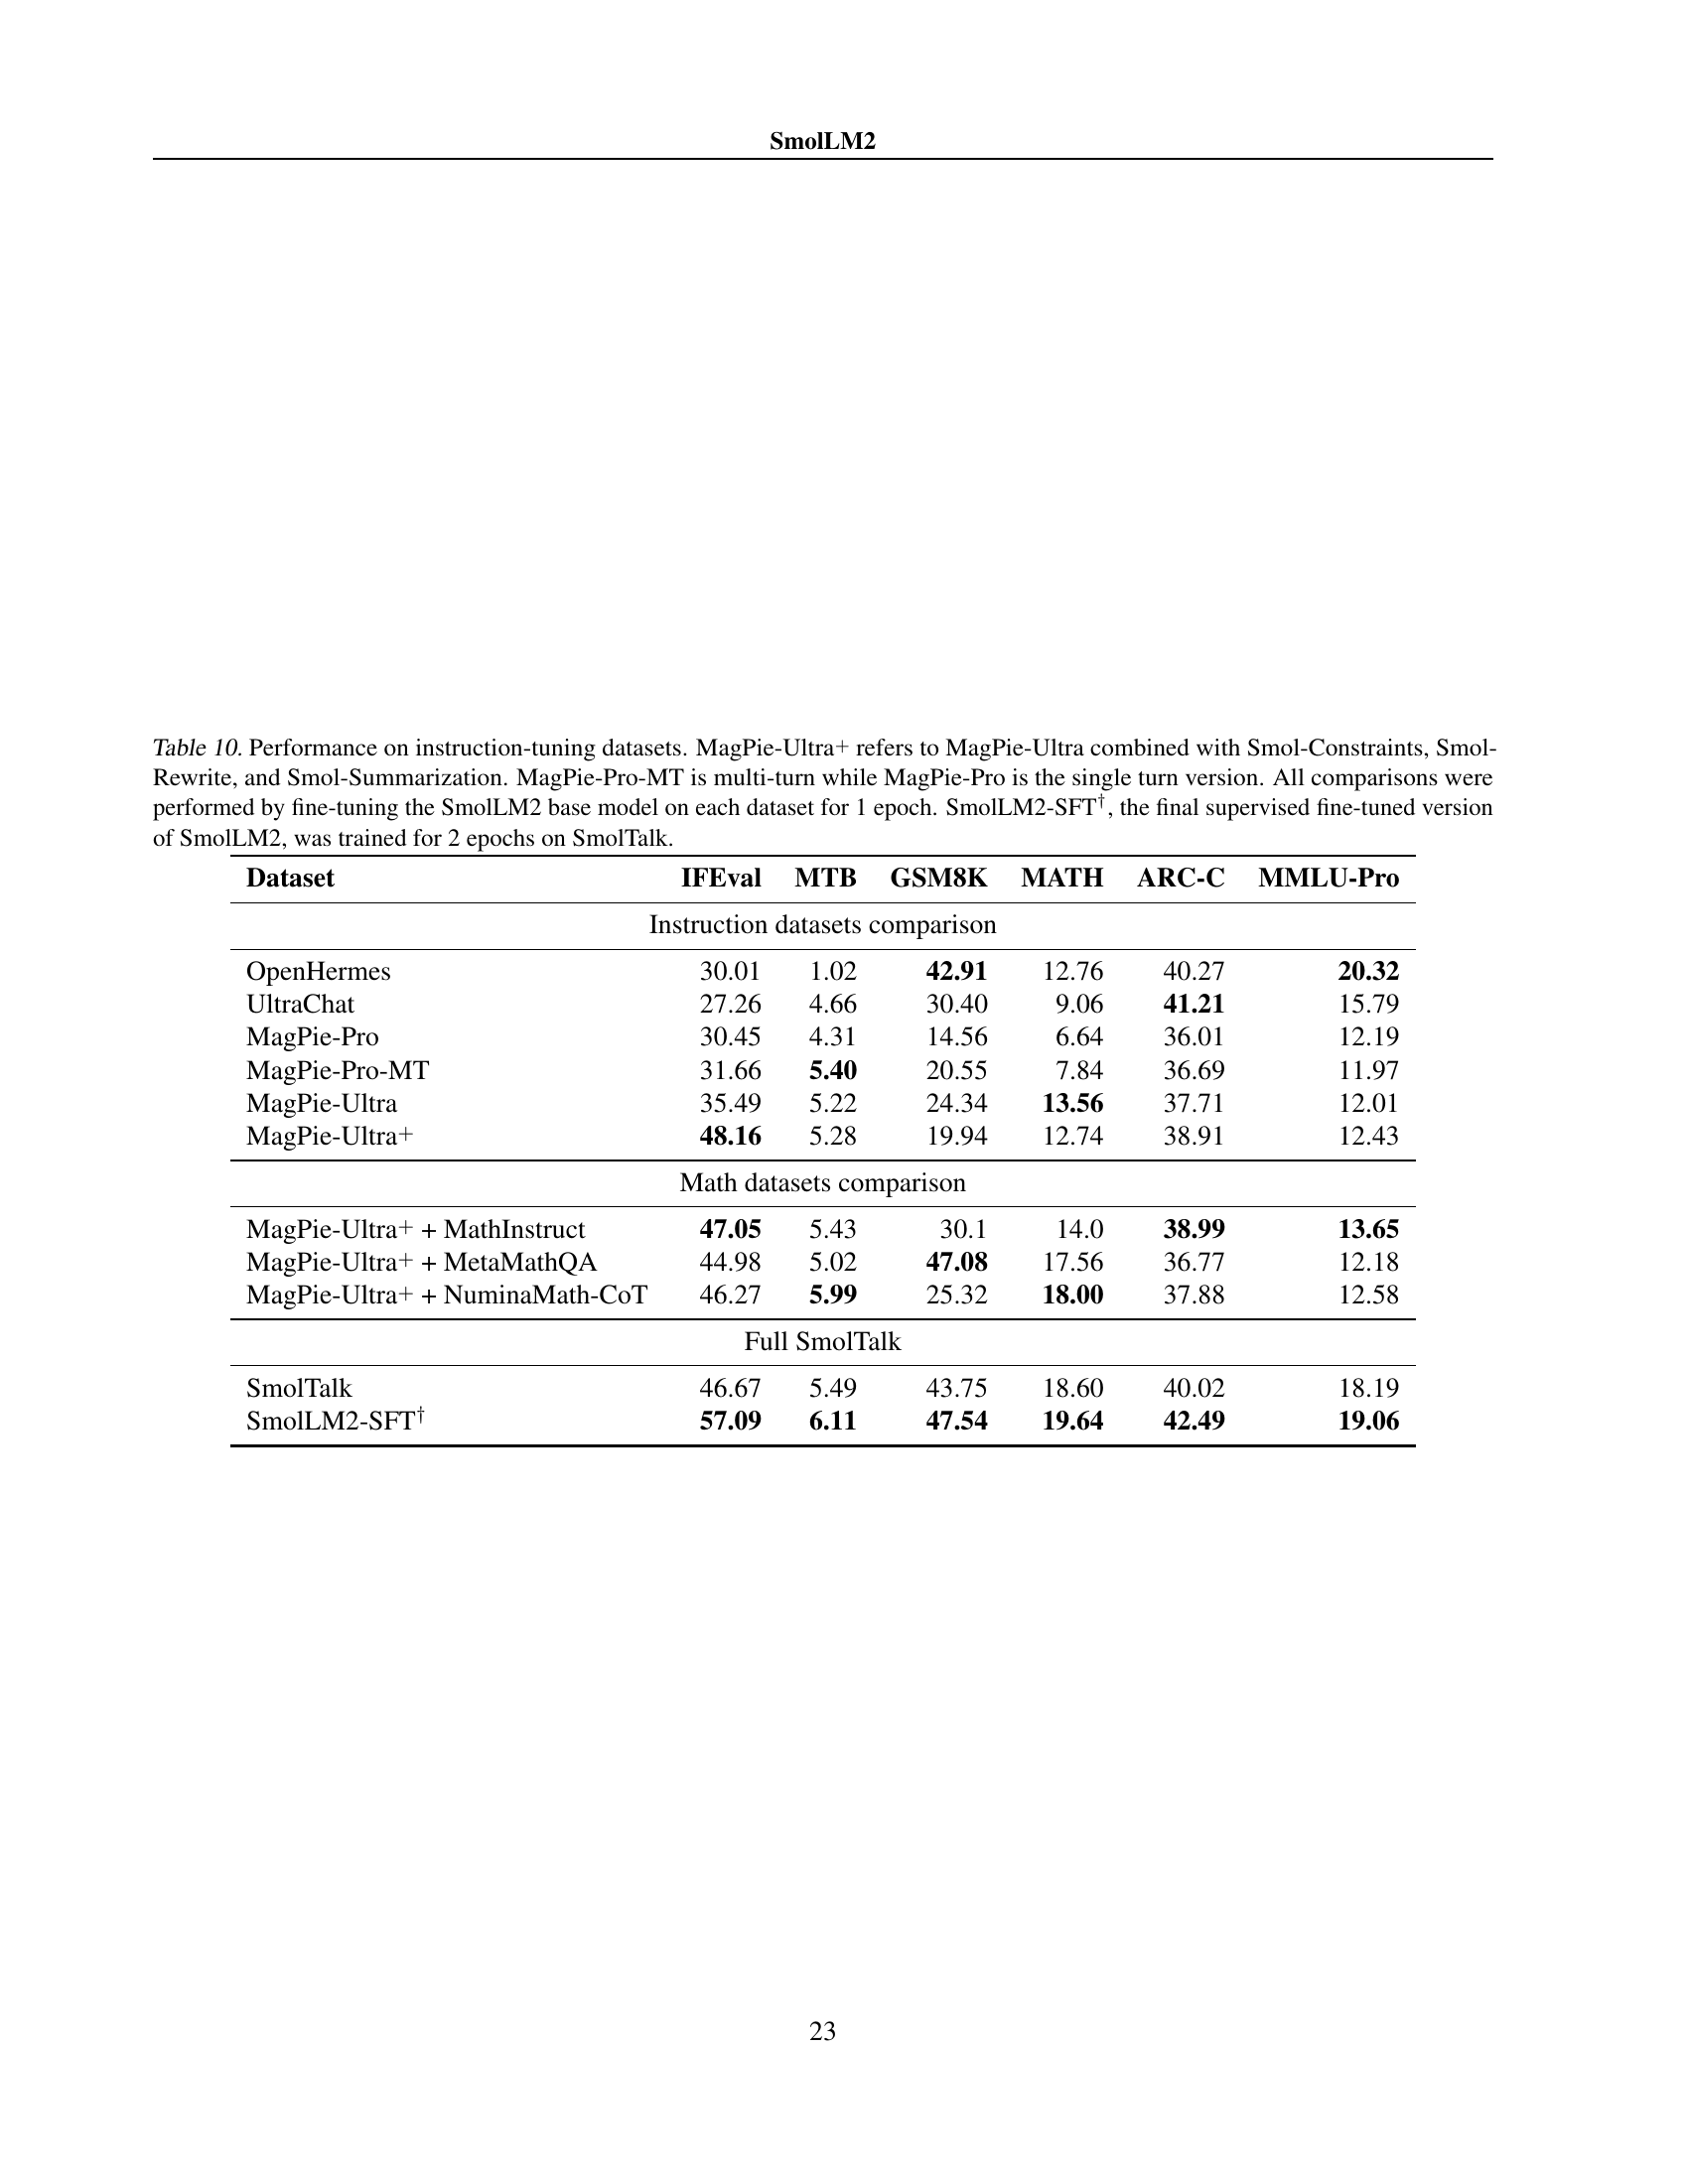 SmolLM2
Table 10. Performance on instruction-tuning datasets. MagPie-Ultra+ refers to MagPie-Ultra combined with Smol-Constraints, Smol-
Rewrite, and Smol-Summarization. MagPie-Pro-MT is multi-turn while MagPie-Pro is the single turn version. All comparisons were
performed by fine-tuning the SmolLM2 base model on each dataset for 1 epoch. SmolLM2-SFT†, the final supervised fine-tuned version
of SmolLM2, was trained for 2 epochs on SmolTalk.
Dataset IFEval MTB GSM8K MATH ARC-C MMLU-Pro
Instruction datasets comparison
OpenHermes 30.01 1.02 42.91 12.76 40.27 20.32
UltraChat 27.26 4.66 30.40 9.06 41.21 15.79
MagPie-Pro 30.45 4.31 14.56 6.64 36.01 12.19
MagPie-Pro-MT 31.66 5.40 20.55 7.84 36.69 11.97
MagPie-Ultra 35.49 5.22 24.34 13.56 37.71 12.01
MagPie-Ultra+ 48.16 5.28 19.94 12.74 38.91 12.43
Math datasets comparison
MagPie-Ultra+ + MathInstruct 47.05 5.43 30.1 14.0 38.99 13.65
MagPie-Ultra+ + MetaMathQA 44.98 5.02 47.08 17.56 36.77 12.18
MagPie-Ultra+ + NuminaMath-CoT 46.27 5.99 25.32 18.00 37.88 12.58
Full SmolTalk
SmolTalk 46.67 5.49 43.75 18.60 40.02 18.19
SmolLM2-SFT† 57.09 6.11 47.54 19.64 42.49 19.06
23